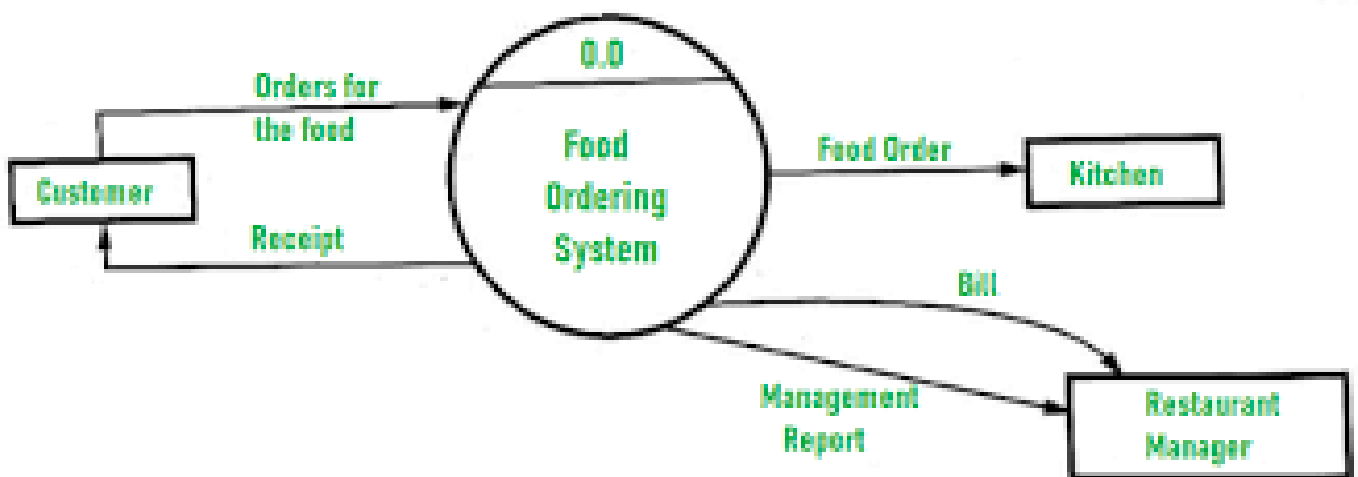 0.0
Orders for
the food
Food
Ordering
System
Customer
Receipt
Food Order
Kitchen
Bill
Management
Report
Restaurant
Manager